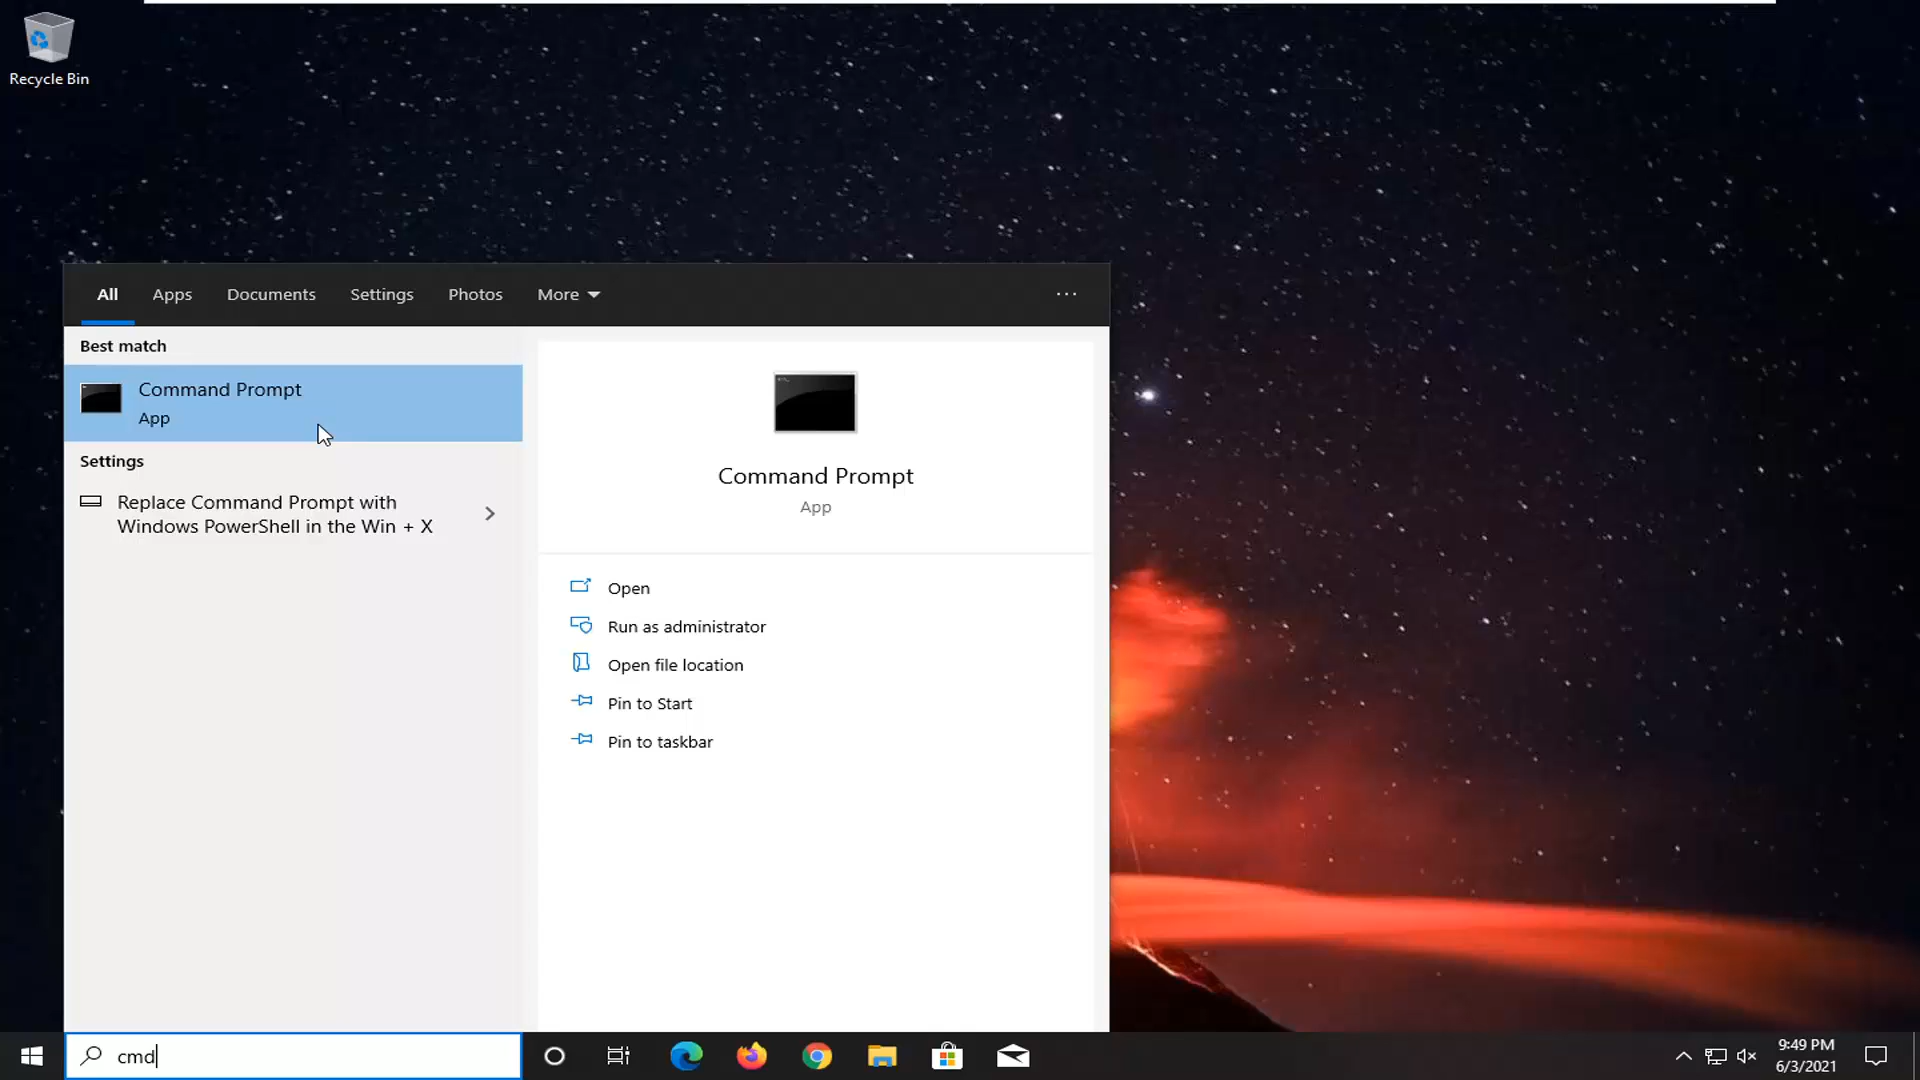 Recycle Bin
All Apps Documents Settings Photos More ...
Best match
Command Prompt
App
Settings
Replace Command Prompt with
Windows PowerShell in the Win + X
Command Prompt
App
Open
Run as administrator
Open file location
Pin to Start
Pin to taskbar
cmd
9:49 PM
6/3/2021